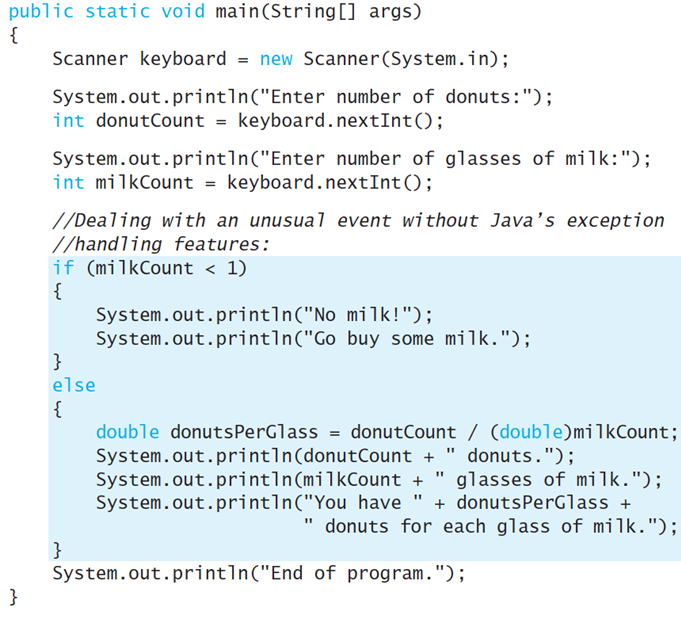 public static void main(String[] args)
{
    Scanner keyboard = new Scanner(System.in);
    System.out.println("Enter number of donuts:");
    int donutCount = keyboard.nextInt();
    System.out.println("Enter number of glasses of milk:");
    int milkCount = keyboard.nextInt();
    //Dealing with an unusual event without Java’s exception
    //handling features:
    if (milkCount < 1)
    {
        System.out.println("No milk!");
        System.out.println("Go buy some milk.");
    }
    else
    {
        double donutsPerGlass = donutCount / (double)milkCount;
        System.out.println(donutCount + " donuts.");
        System.out.println(milkCount + " glasses of milk.");
        System.out.println("You have " + donutsPerGlass +
                           " donuts for each glass of milk.");
    }
    System.out.println("End of program.");
}